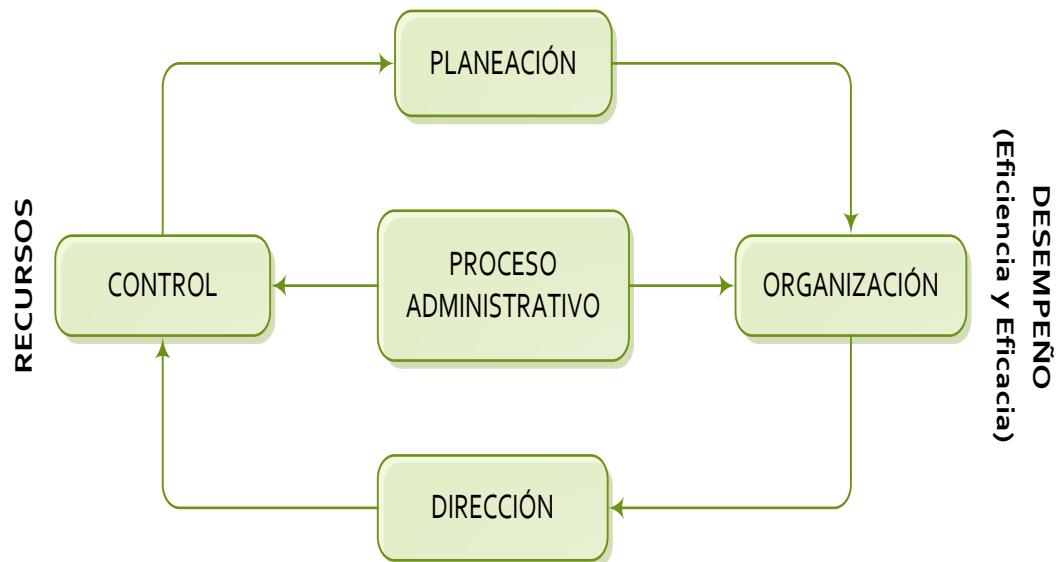 PLANEACIÓN
RECURSOS
CONTROL
PROCESO
ADMINISTRATIVO
ORGANIZACIÓN
DESEMPEÑO
(Eficiencia y Eficacia)
DIRECCIÓN